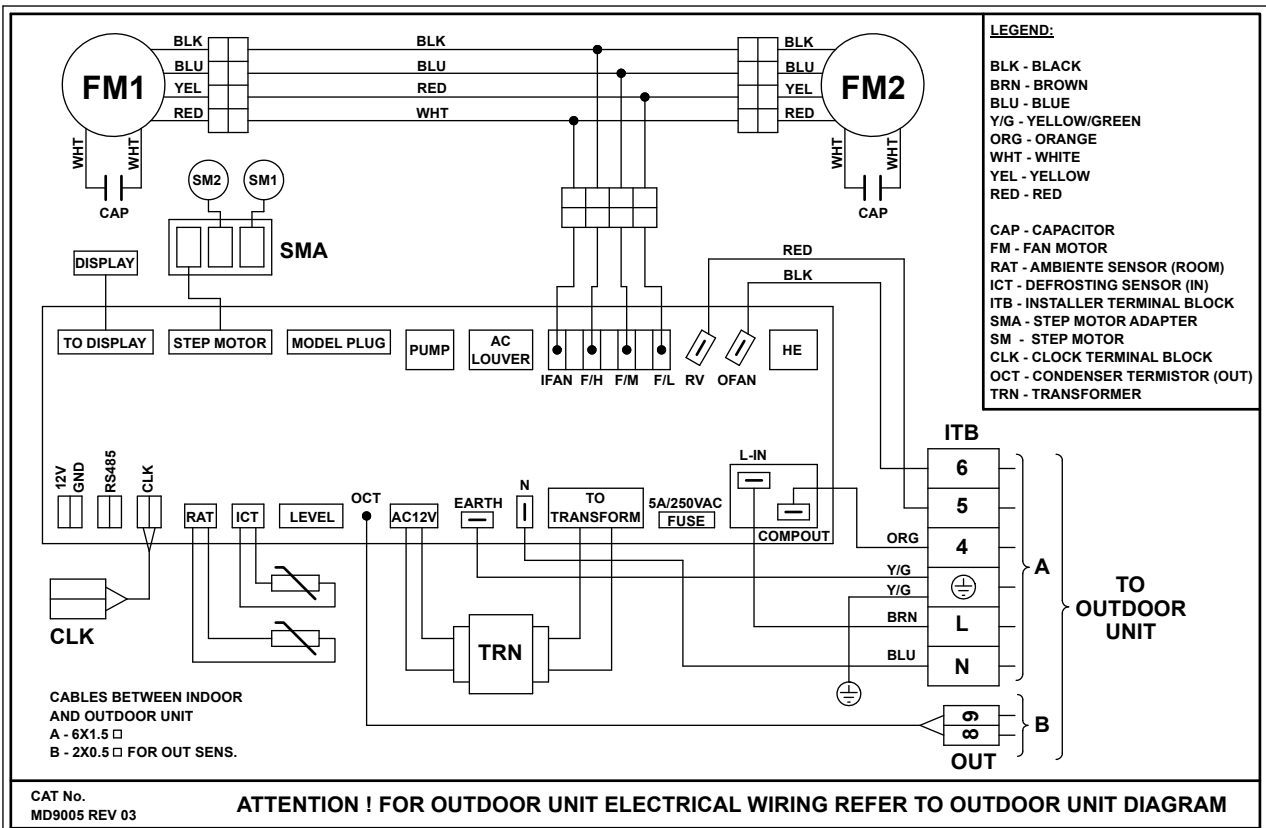 BLK BLK BLK
BLU BLU BLU
YEL RED YEL
RED WHT RED
FM1
FM2
WHT WHT
CAP
WHT WHT
CAP
SM2 SM1
SMA
DISPLAY
RED
BLK
TO DISPLAY
STEP MOTOR
MODEL PLUG
PUMP
AC
LOUVER
IFAN F/H F/M F/L RV OFAN
HE
12V
GND
RS485
CLK
RAT
ICT
LEVEL
OCT
AC12V
EARTH
N
TO
TRANSFORM
5A/250VAC
FUSE
L-IN
COMPOUT
CLK
TRN
ORG
Y/G
Y/G
BRN
BLU
ITB
6
5
4
L
N
A
9
8
OUT
B
TO
OUTDOOR
UNIT
LEGEND:
BLK - BLACK
BRN - BROWN
BLU - BLUE
Y/G - YELLOW/GREEN
ORG - ORANGE
WHT - WHITE
YEL - YELLOW
RED - RED
CAP - CAPACITOR
FM - FAN MOTOR
RAT - AMBIENTE SENSOR (ROOM)
ICT - DEFROSTING SENSOR (IN)
ITB - INSTALLER TERMINAL BLOCK
SMA - STEP MOTOR ADAPTER
SM - STEP MOTOR
CLK - CLOCK TERMINAL BLOCK
OCT - CONDENSER TERMISTOR (OUT)
TRN - TRANSFORMER
CABLES BETWEEN INDOOR
AND OUTDOOR UNIT
A - 6X1.5 □
B - 2X0.5 □ FOR OUT SENS.
CAT No.
MD9005 REV 03
ATTENTION ! FOR OUTDOOR UNIT ELECTRICAL WIRING REFER TO OUTDOOR UNIT DIAGRAM